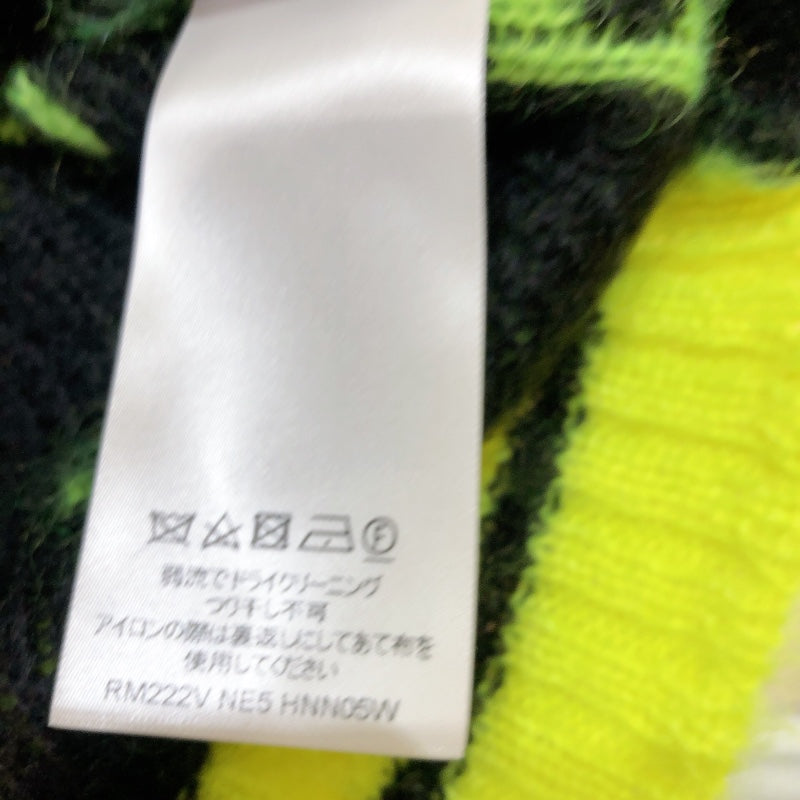 弱流でドライクリーニング
つり干し不可
アイロンの際は裏返しにしてあて布を
使用してください
RM222V NE5 HNN05W